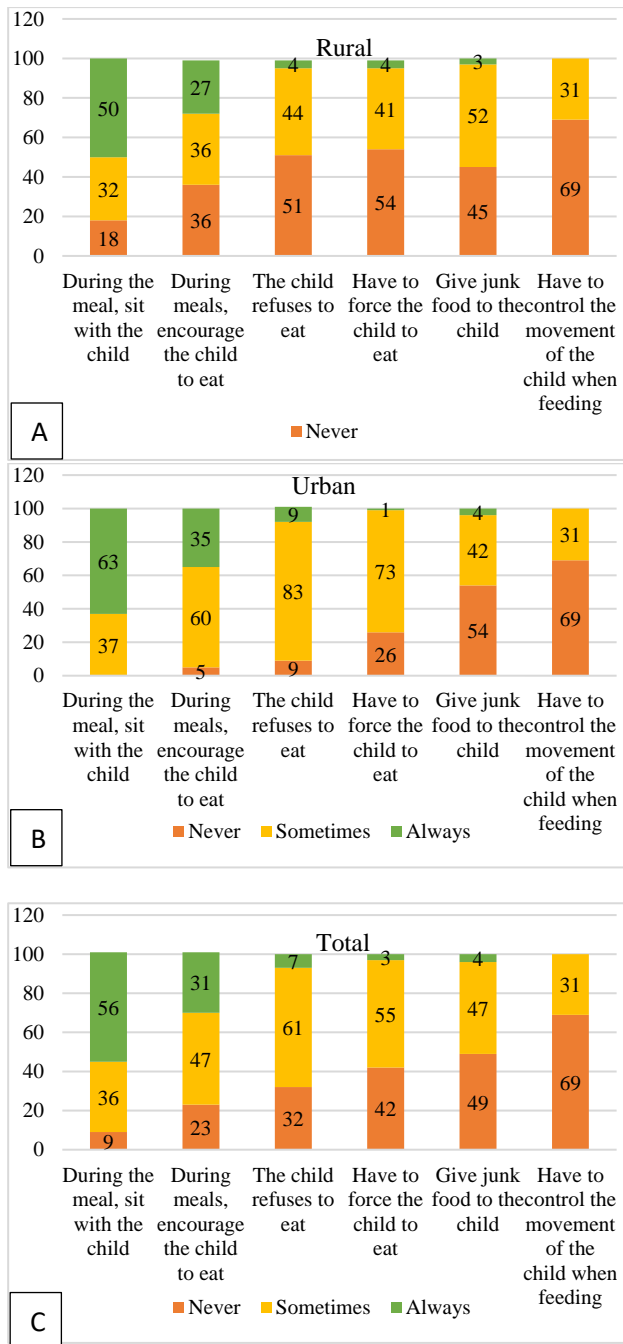 120
100
80
60
40
20
0
Rural
50 27 4 4 3 31
32 36 44 41 52 69
18 36 51 54 45
During the meal, sit with the child
During meals, encourage the child to eat
The child refuses to eat
Have to force the child to eat
Give junk food to the child
Have to control the movement of the child when feeding
A
Never
120
100
80
60
40
20
0
Urban
63 35 9 1 4 31
37 60 83 73 42 69
5 9 26 54
During the meal, sit with the child
During meals, encourage the child to eat
The child refuses to eat
Have to force the child to eat
Give junk food to the child
Have to control the movement of the child when feeding
B
Never Sometimes Always
120
100
80
60
40
20
0
Total
56 31 7 3 4 31
36 47 61 55 47 69
9 23 32 42 49
During the meal, sit with the child
During meals, encourage the child to eat
The child refuses to eat
Have to force the child to eat
Give junk food to the child
Have to control the movement of the child when feeding
C
Never Sometimes Always